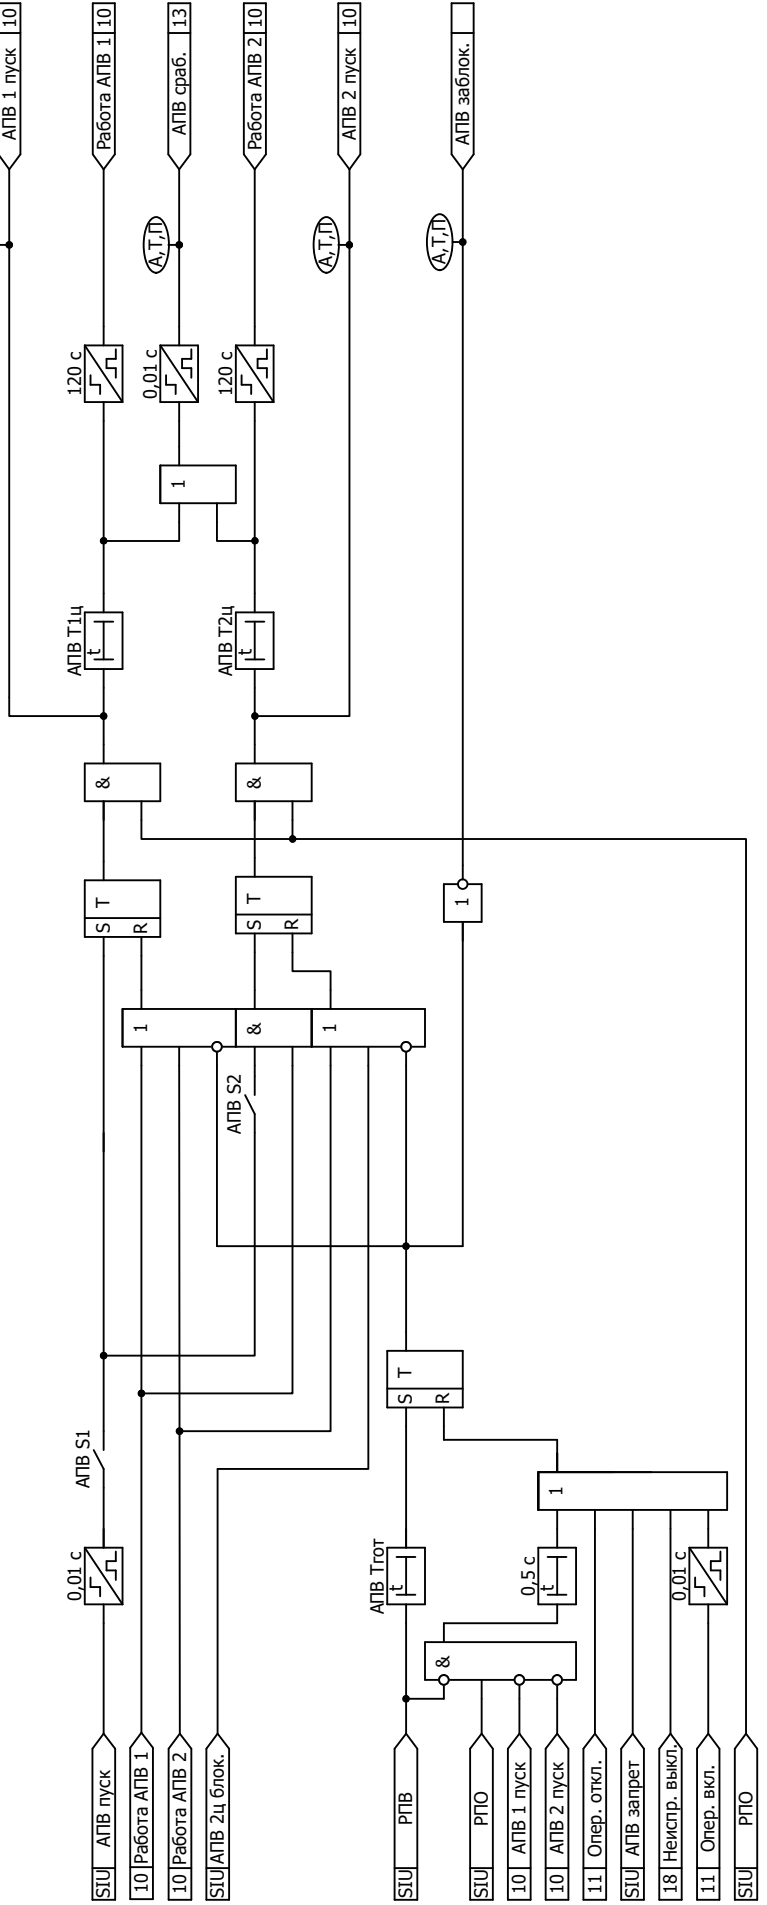 АПВ 1 пуск 10
Работа АПВ 1 10
АПВ сраб. 13
Работа АПВ 2 10
АПВ 2 пуск 10
АПВ заблок.
А,Т,П
А,Т,П
А,Т,П
120 с
0,01 с
120 с
1
АПВ Т1ц
t
АПВ Т2ц
t
&
&
S T
R
S T
R
1
1
&
1
АПВ S2
АПВ S1
0,01 с
S T
R
1
АПВ Тгот
t
0,5 с
t
0,01 с
&
SIU АПВ пуск
10 Работа АПВ 1
10 Работа АПВ 2
SIU АПВ 2ц блок.
SIU РПВ
SIU РПО
10 АПВ 1 пуск
10 АПВ 2 пуск
11 Опер. откл.
SIU АПВ запрет
18 Неиспр. выкл.
11 Опер. вкл.
SIU РПО